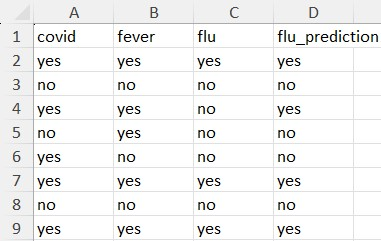 A B C D
1 covid fever flu flu_prediction
2 yes yes yes yes
3 no no no no
4 yes yes no yes
5 no yes no no
6 yes no no no
7 yes yes yes yes
8 no no no no
9 yes yes yes yes